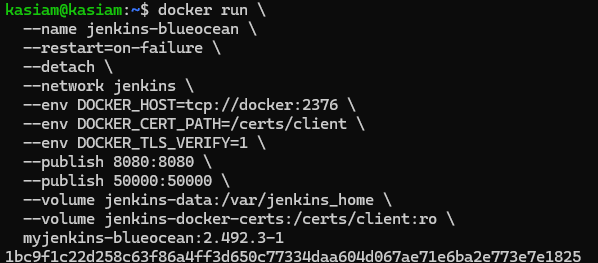 kasiam@kasiam:~$ docker run \
  --name jenkins-blueocean \
  --restart=on-failure \
  --detach \
  --network jenkins \
  --env DOCKER_HOST=tcp://docker:2376 \
  --env DOCKER_CERT_PATH=/certs/client \
  --env DOCKER_TLS_VERIFY=1 \
  --publish 8080:8080 \
  --publish 50000:50000 \
  --volume jenkins-data:/var/jenkins_home \
  --volume jenkins-docker-certs:/certs/client:ro \
  myjenkins-blueocean:2.492.3-1
1bc9f1c22d258c63f86a4ff3d650c77334daa604d067ae71e6ba2e773e7e1825